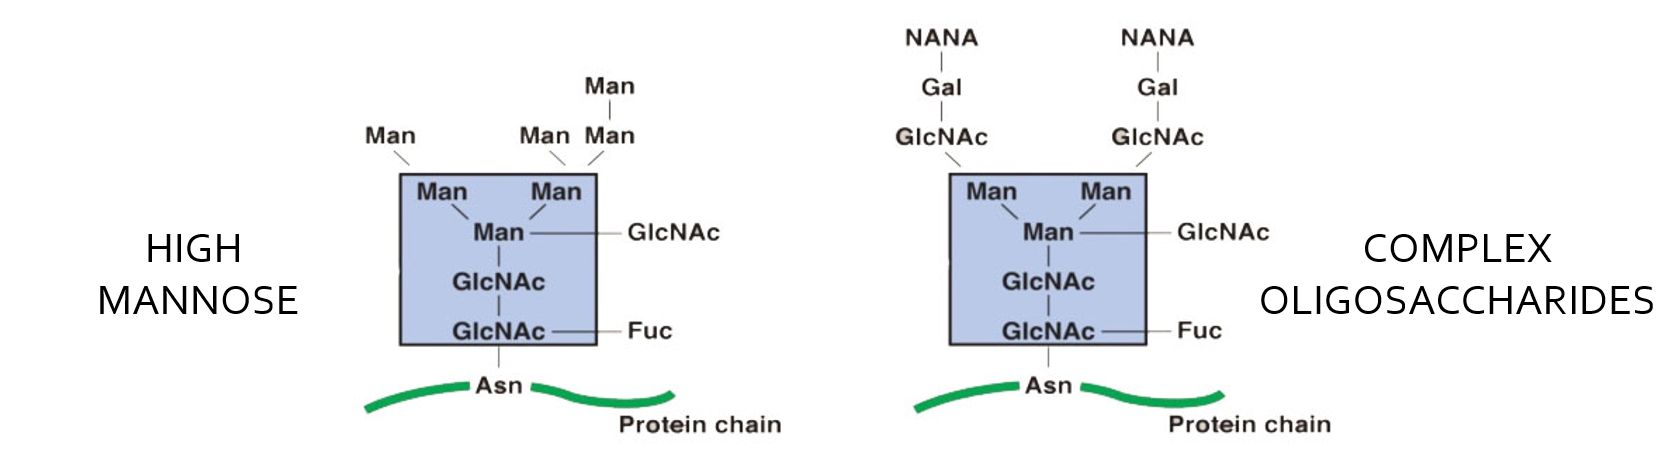 HIGH
MANNOSE
Man
Man
Man Man
Man Man
Man GlcNAc
GlcNAc
GlcNAc Fuc
Asn
Protein chain
NANA NANA
Gal Gal
GlcNAc GlcNAc
Man Man
Man GlcNAc
GlcNAc
GlcNAc Fuc
Asn
Protein chain
COMPLEX
OLIGOSACCHARIDES